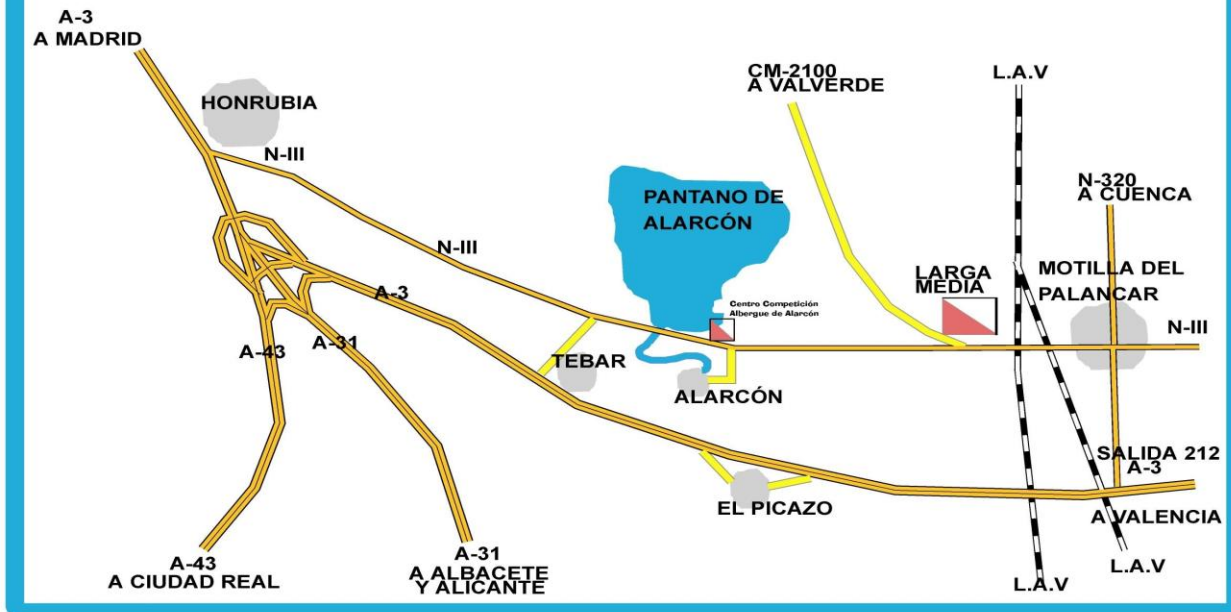 A-3
A MADRID
HONRUBIA
N-III
CM-2100
A VALVERDE
L.A.V
PANTANO DE
ALARCÓN
N-320
A CUENCA
N-III
A-3
LARGA
MEDIA
MOTILLA DEL
PALANCAR
Centro Competición
Albergue de Alarcón
N-III
A-43
A-31
TEBAR
ALARCÓN
SALIDA 212
A-3
EL PICAZO
A VALENCIA
A-43
A CIUDAD REAL
A-31
A ALBACETE
Y ALICANTE
L.A.V
L.A.V